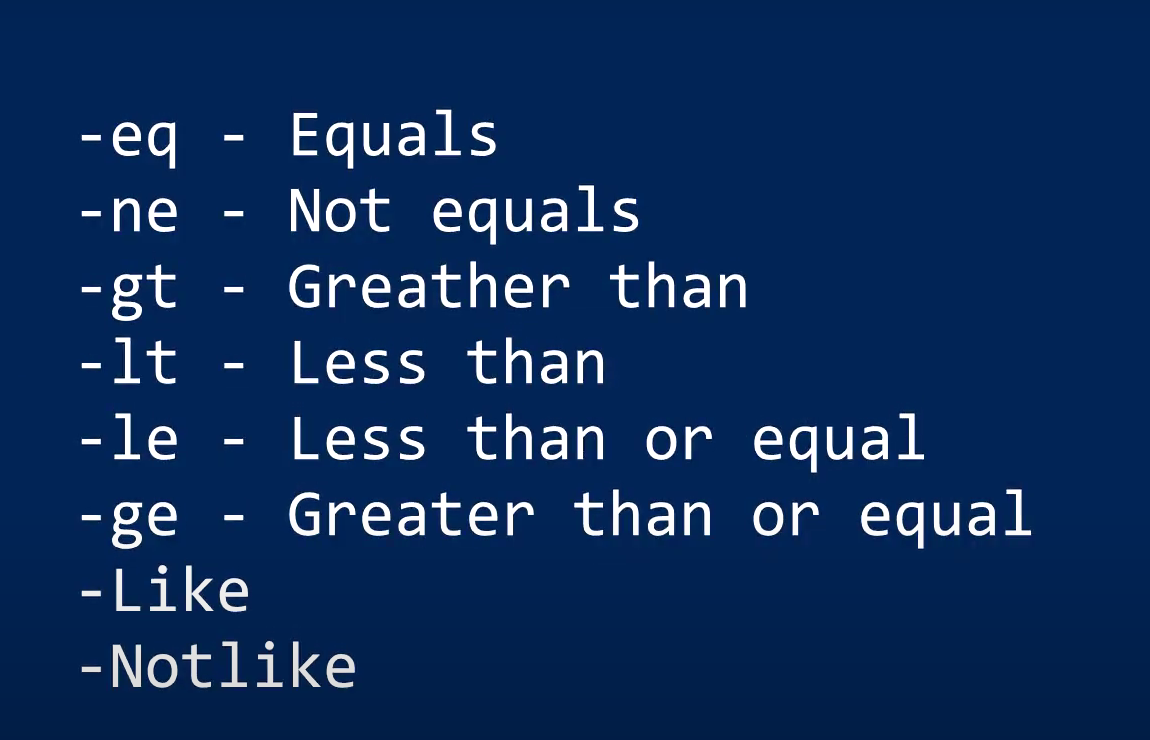 -eq - Equals
-ne - Not equals
-gt - Greather than
-lt - Less than
-le - Less than or equal
-ge - Greater than or equal
-Like
-Notlike